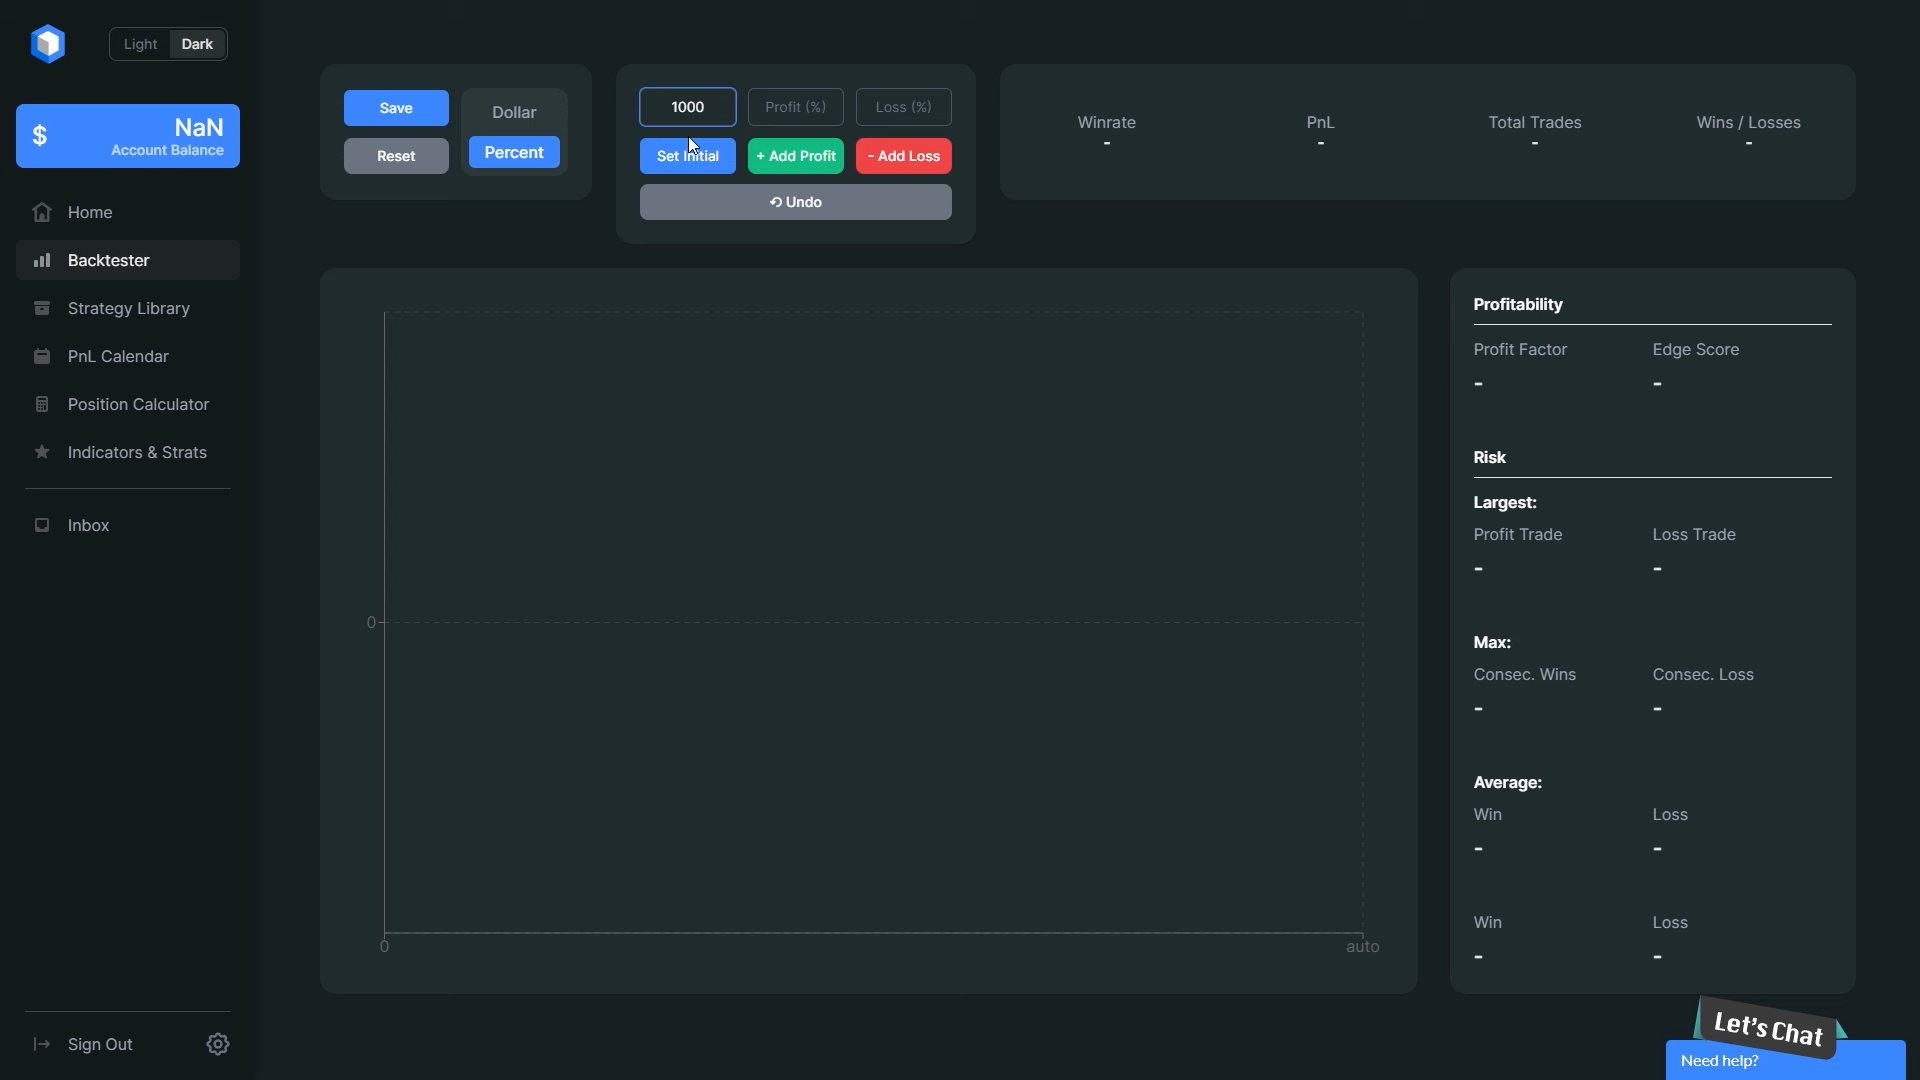 Light
Dark
$
NaN
Account Balance
Home
Backtester
Strategy Library
PnL Calendar
Position Calculator
Indicators & Strats
Inbox
Sign Out
Save
Reset
Dollar
Percent
1000
Profit (%)
Loss (%)
Set Initial
+ Add Profit
- Add Loss
⟲ Undo
Winrate
-
PnL
-
Total Trades
-
Wins / Losses
-
0
0
auto
Profitability
Profit Factor
Edge Score
-
-
Risk
Largest:
Profit Trade
Loss Trade
-
-
Max:
Consec. Wins
Consec. Loss
-
-
Average:
Win
Loss
-
-
Win
Loss
-
-
Let's Chat
Need help?